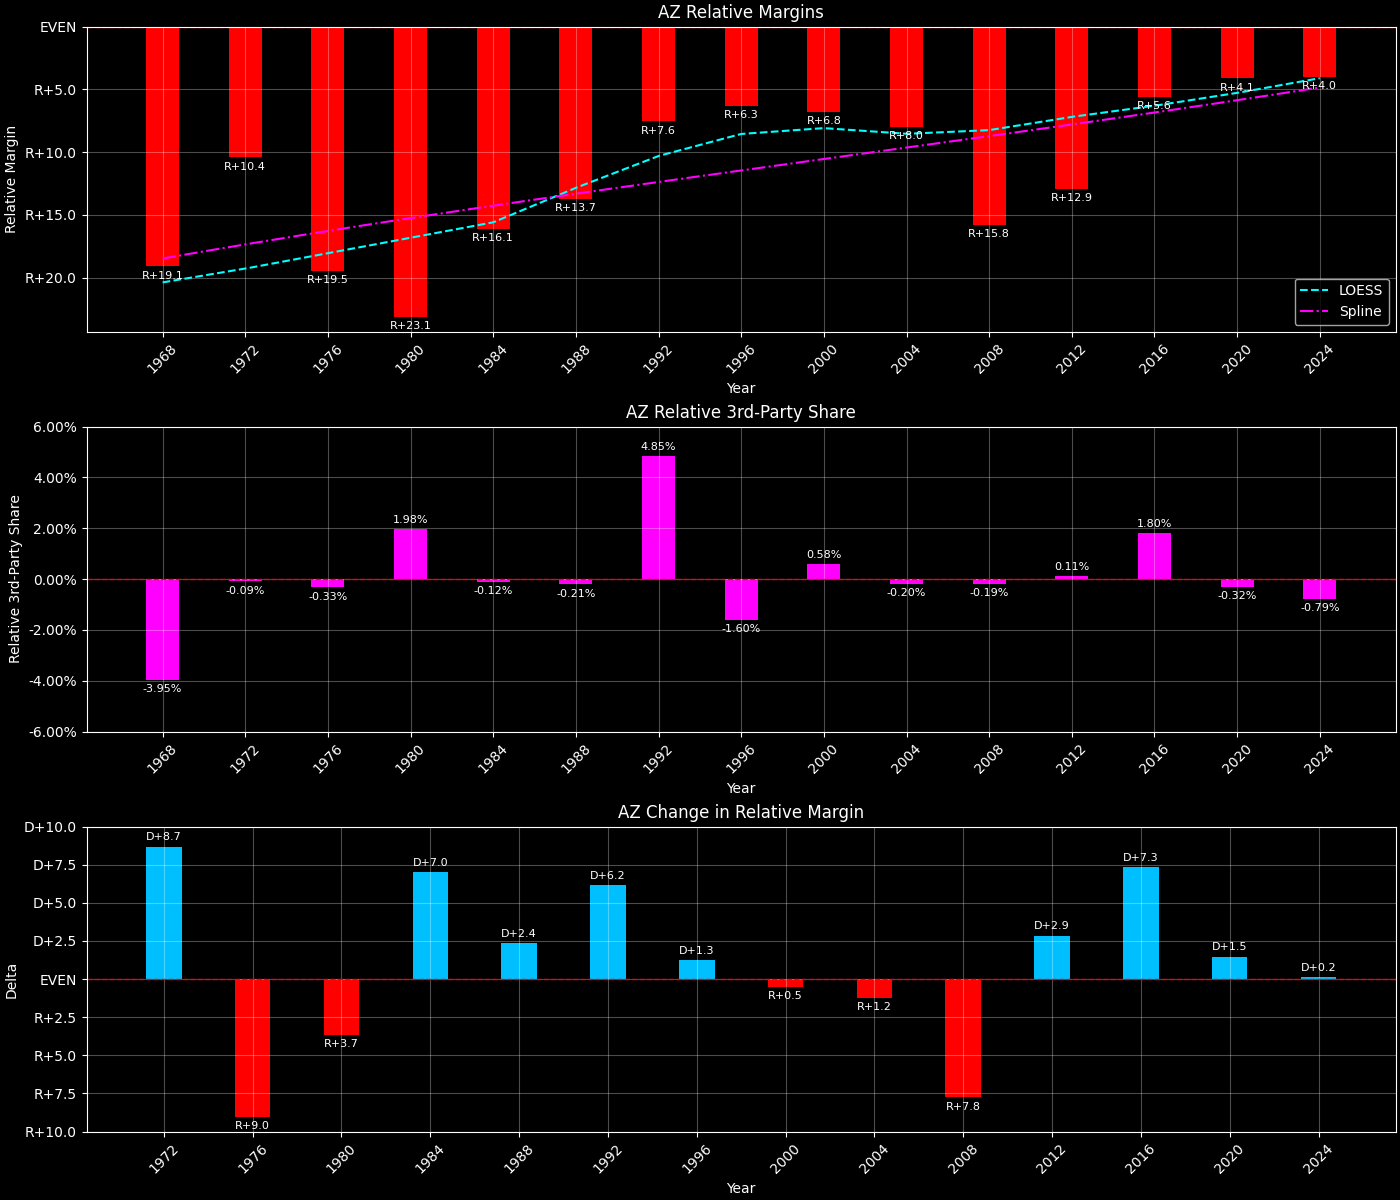 AZ Relative Margins
EVEN
R+5.0
R+10.0
R+15.0
R+20.0
Relative Margin
R+19.1
R+10.4
R+19.5
R+23.1
R+16.1
R+13.7
R+7.6
R+6.3
R+6.8
R+8.0
R+15.8
R+12.9
R+5.6
R+4.1
R+4.0
LOESS
Spline
1968 1972 1976 1980 1984 1988 1992 1996 2000 2004 2008 2012 2016 2020 2024
Year
AZ Relative 3rd-Party Share
6.00%
4.00%
2.00%
0.00%
-2.00%
-4.00%
-6.00%
Relative 3rd-Party Share
-3.95%
-0.09%
-0.33%
1.98%
-0.12%
-0.21%
4.85%
-1.60%
0.58%
-0.20%
-0.19%
0.11%
1.80%
-0.32%
-0.79%
1968 1972 1976 1980 1984 1988 1992 1996 2000 2004 2008 2012 2016 2020 2024
Year
AZ Change in Relative Margin
D+10.0
D+7.5
D+5.0
D+2.5
EVEN
R+2.5
R+5.0
R+7.5
R+10.0
Delta
D+8.7
R+9.0
R+3.7
D+7.0
D+2.4
D+6.2
D+1.3
R+0.5
R+1.2
R+7.8
D+2.9
D+7.3
D+1.5
D+0.2
1972 1976 1980 1984 1988 1992 1996 2000 2004 2008 2012 2016 2020 2024
Year